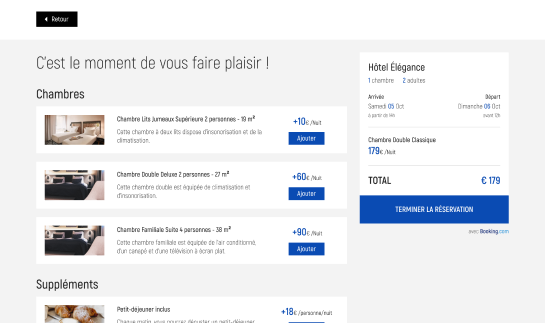 Retour
C'est le moment de vous faire plaisir !
Chambres
Chambre Lits Jumeaux Supérieure 2 personnes - 19 m²
Cette chambre à deux lits dispose d'insonorisation et de la
climatisation.
+10€ /Nuit
Ajouter
Chambre Double Deluxe 2 personnes - 27 m²
Cette chambre double est équipée de climatisation et
d'insonorisation.
+60€ /Nuit
Ajouter
Chambre Familiale Suite 4 personnes - 38 m²
Cette chambre familiale est équipée de l'air conditionné,
d'un canapé et d'une télévision à écran plat.
+90€ /Nuit
Ajouter
Suppléments
Petit-déjeuner inclus
Chaque matin, vous pourrez déguster un petit-déjeuner
+18€ /personne/nuit
Hôtel Élégance
1 chambre 2 adultes
Arrivée Départ
Samedi 05 Oct Dimanche 06 Oct
à partir de 14h avant 12h
Chambre Double Classique
179€ /Nuit
TOTAL € 179
TERMINER LA RÉSERVATION
avec Booking.com